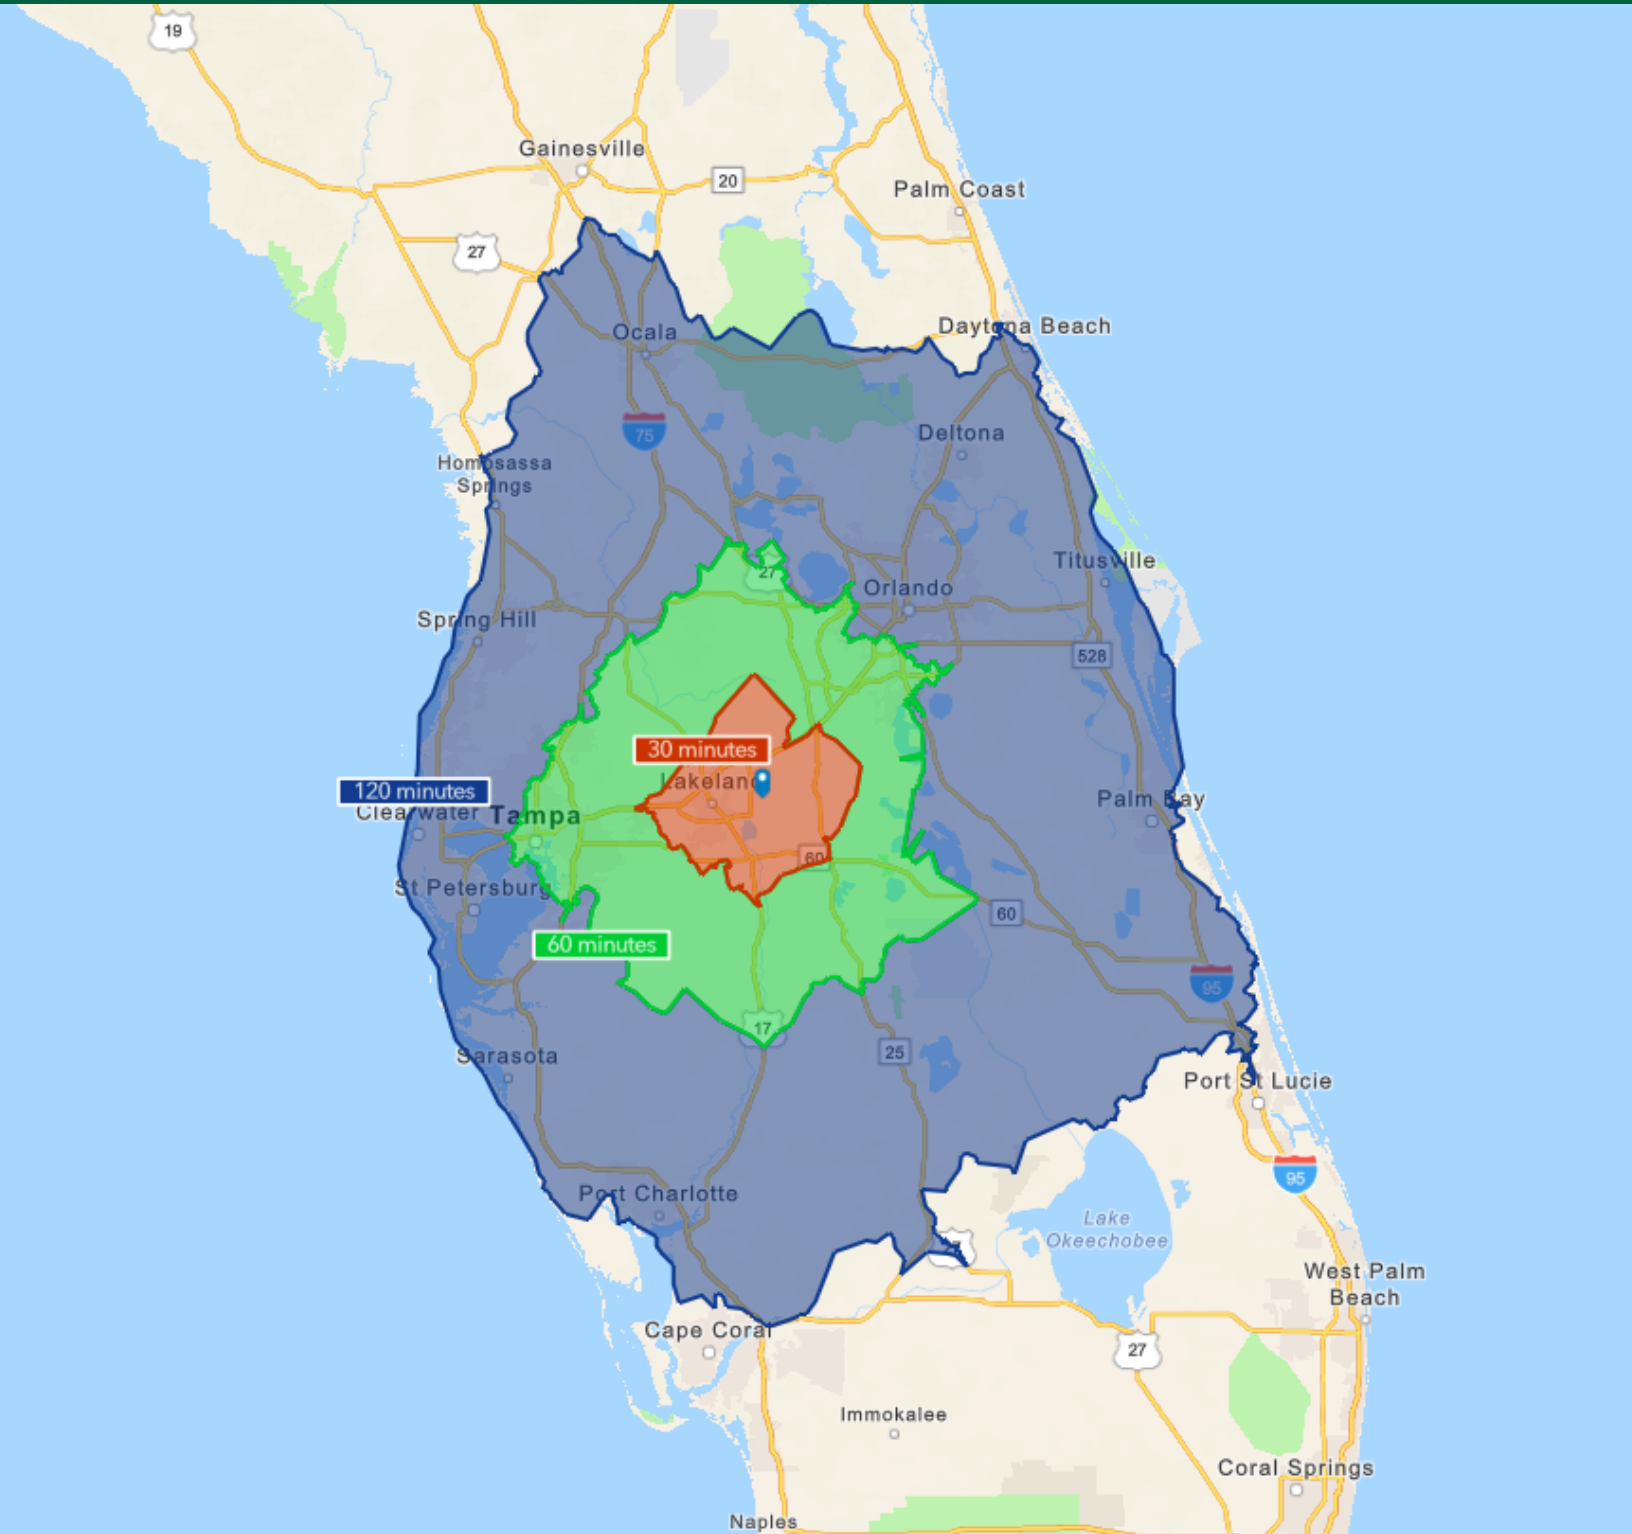 19
Gainesville
20
Palm Coast
27
Daytona Beach
Ocala
75
Deltona
Homosassa
Springs
Titusville
27
Orlando
Spring Hill
528
30 minutes
Lakeland
120 minutes
Clearwater
Tampa
Palm Bay
60
St Petersburg
60
60 minutes
95
17
25
Sarasota
Port St Lucie
95
Port Charlotte
Lake
Okeechobee
West Palm
Beach
Cape Coral
27
Immokalee
Coral Springs
Naples